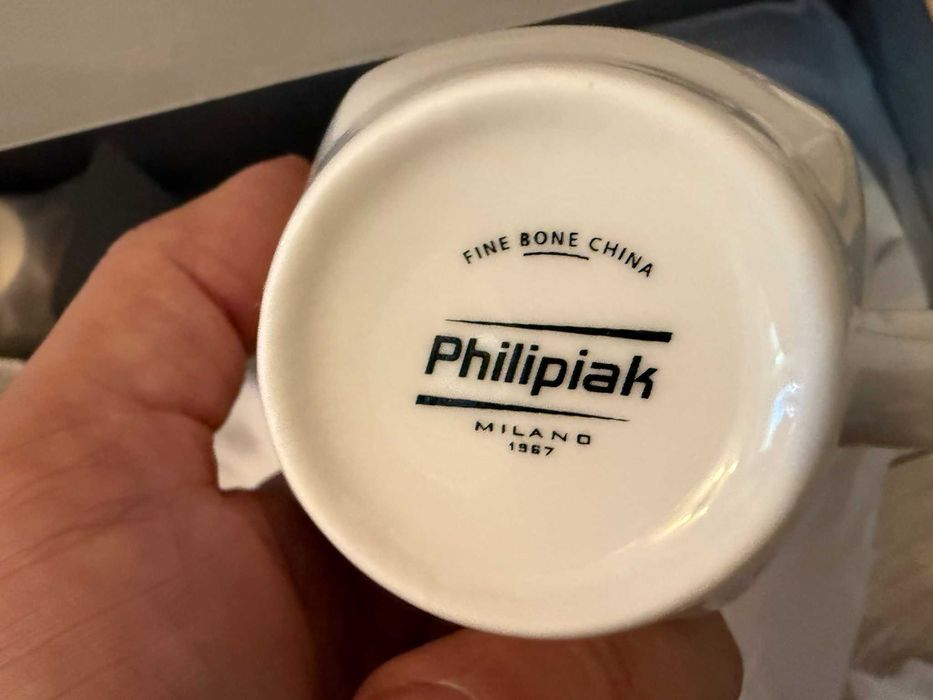 FINE BONE CHINA
Philipiak
MILANO
1967